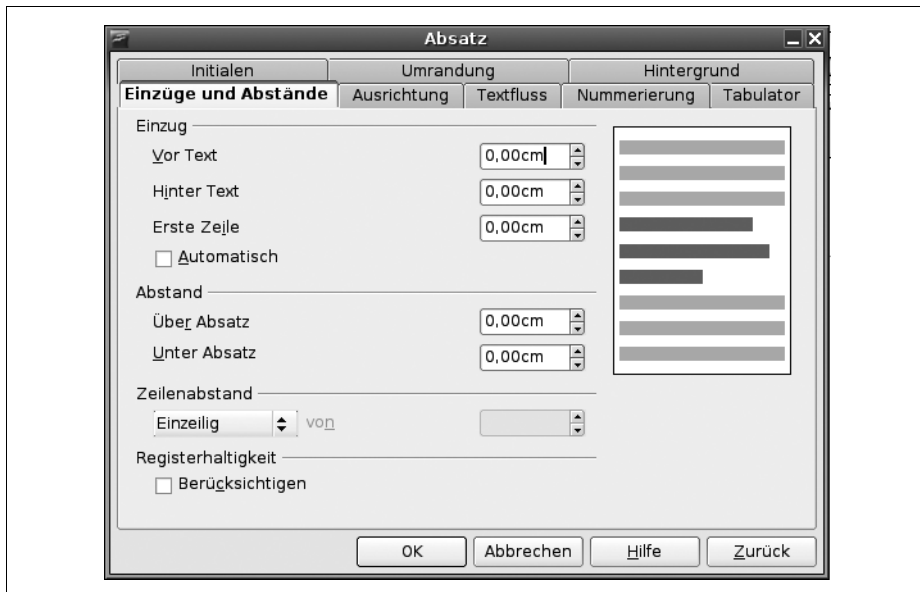 Absatz
Initialen Umrandung Hintergrund
Einzüge und Abstände Ausrichtung Textfluss Nummerierung Tabulator
Einzug
Vor Text 0,00cm
Hinter Text 0,00cm
Erste Zeile 0,00cm
Automatisch
Abstand
Über Absatz 0,00cm
Unter Absatz 0,00cm
Zeilenabstand
Einzeilig von
Registerhaltigkeit
Berücksichtigen
OK Abbrechen Hilfe Zurück